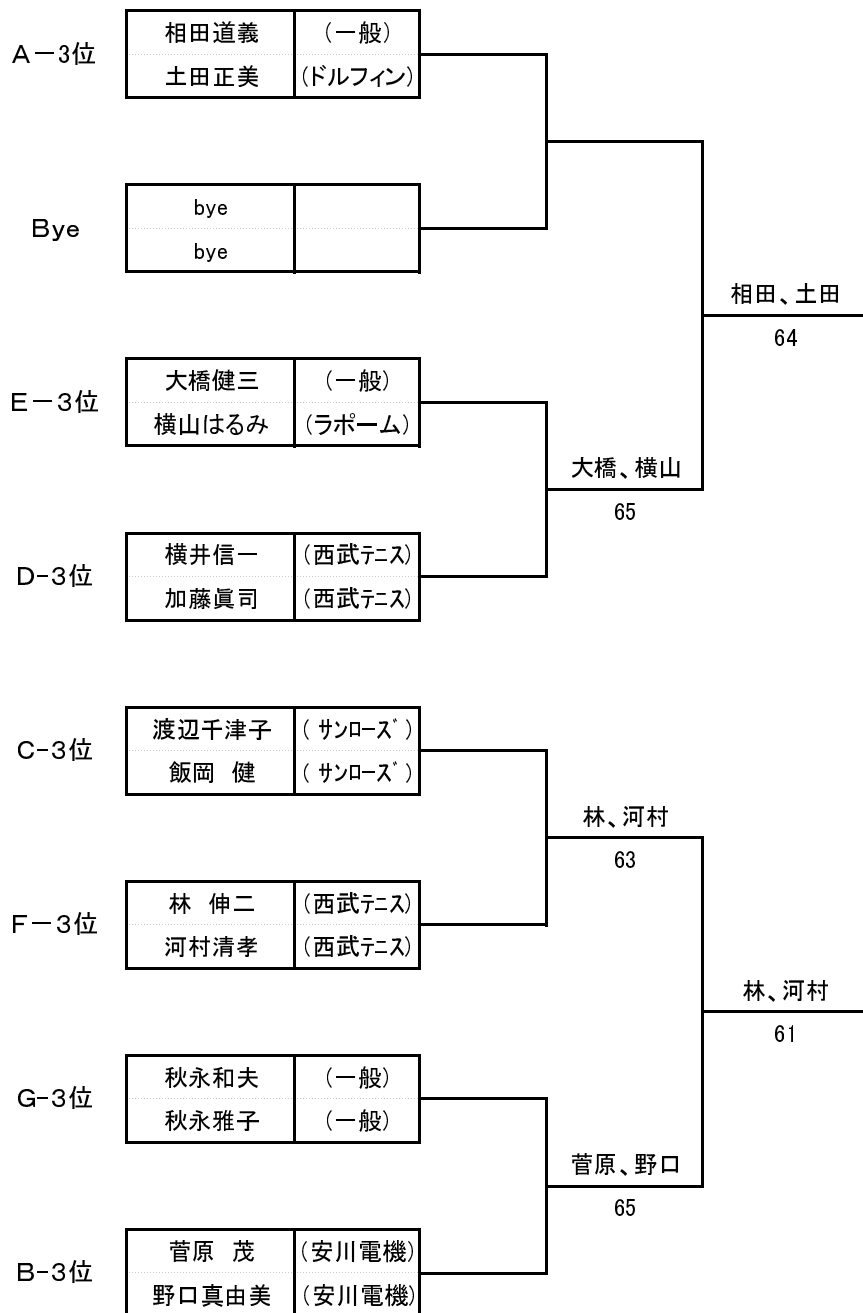 A－3位 相田道義 （一般）
土田正美 （ドルフィン）
Bye bye
bye
相田、土田
64
E－3位 大橋健三 （一般）
横山はるみ （ラポーム）
大橋、横山
65
D-3位 横井信一 （西武ﾃﾆｽ）
加藤眞司 （西武ﾃﾆｽ）
C-3位 渡辺千津子 （ｻﾝﾛｰｽﾞ）
飯岡　健 （ｻﾝﾛｰｽﾞ）
林、河村
63
F－3位 林　伸二 （西武ﾃﾆｽ）
河村清孝 （西武ﾃﾆｽ）
林、河村
61
G-3位 秋永和夫 （一般）
秋永雅子 （一般）
菅原、野口
65
B-3位 菅原　茂 （安川電機）
野口真由美 （安川電機）